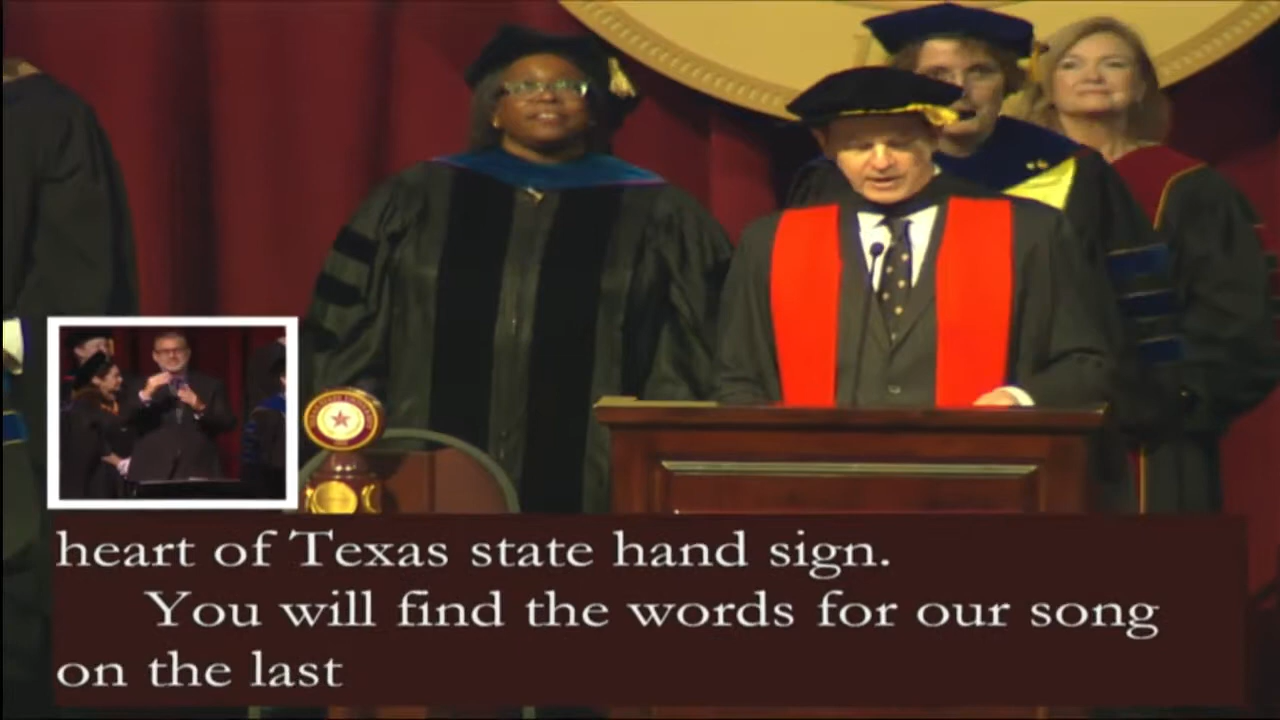 heart of Texas state hand sign.
You will find the words for our song
on the last